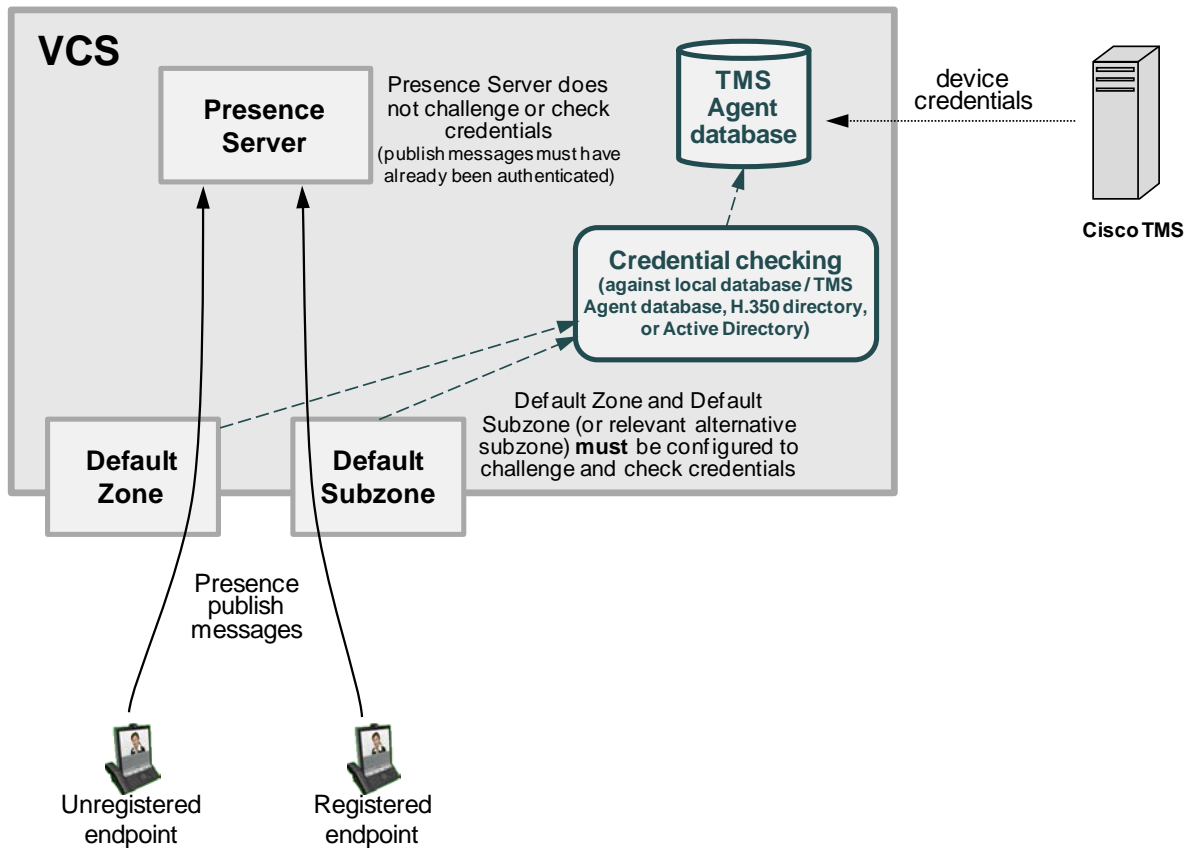 VCS
Presence
Server
Presence Server does
not challenge or check
credentials
(publish messages must have
already been authenticated)
TMS
Agent
database
device
credentials
Cisco TMS
Credential checking
(against local database / TMS
Agent database, H.350 directory,
or Active Directory)
Default Zone and Default
Subzone (or relevant alternative
subzone) must be configured to
challenge and check credentials
Default
Zone
Default
Subzone
Presence
publish
messages
Unregistered
endpoint
Registered
endpoint